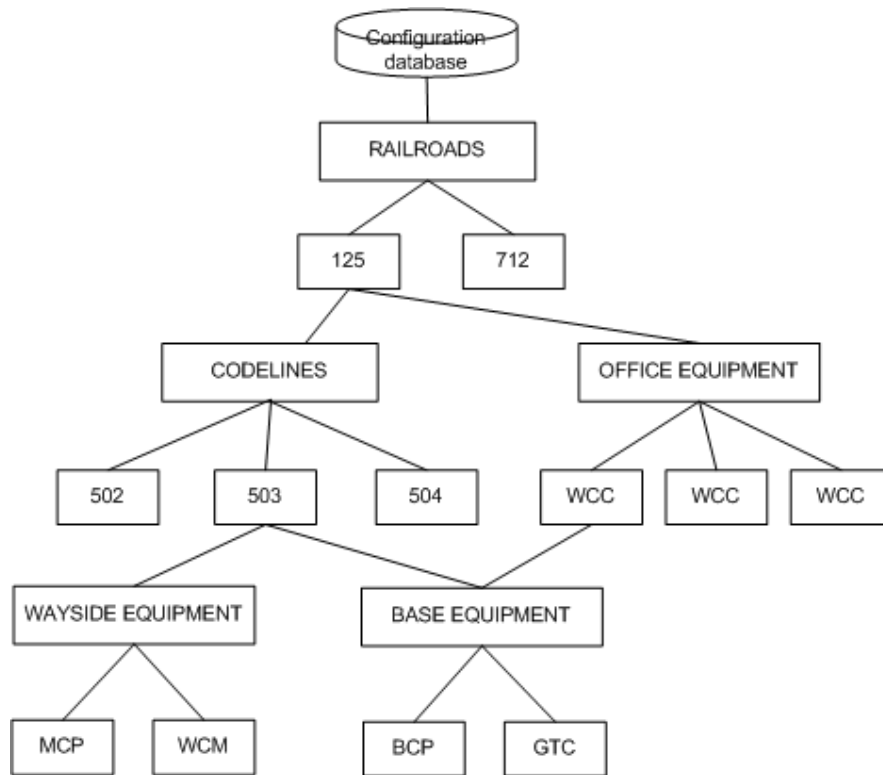 Configuration
database
RAILROADS
125
712
CODELINES
OFFICE EQUIPMENT
502
503
504
WCC
WCC
WCC
WAYSIDE EQUIPMENT
BASE EQUIPMENT
MCP
WCM
BCP
GTC